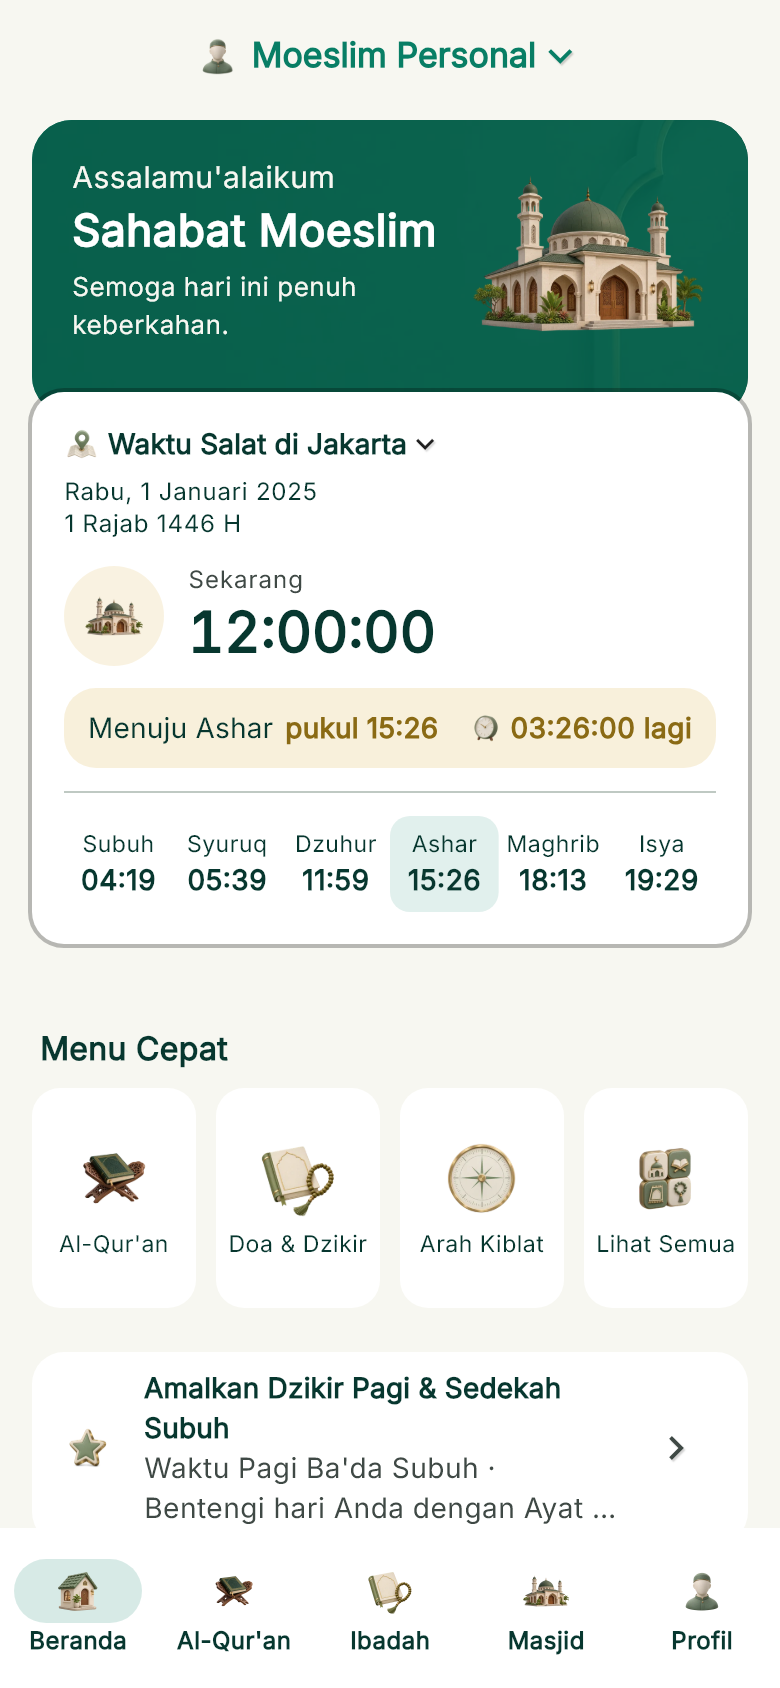 Moeslim Personal
Assalamu'alaikum
Sahabat Moeslim
Semoga hari ini penuh
keberkahan.
Waktu Salat di Jakarta
Rabu, 1 Januari 2025
1 Rajab 1446 H
Sekarang
12:00:00
Menuju Ashar pukul 15:26 03:26:00 lagi
Subuh Syuruq Dzuhur Ashar Maghrib Isya
04:19 05:39 11:59 15:26 18:13 19:29
Menu Cepat
Al-Qur'an Doa & Dzikir Arah Kiblat Lihat Semua
Amalkan Dzikir Pagi & Sedekah
Subuh
Waktu Pagi Ba'da Subuh ·
Bentengi hari Anda dengan Ayat ...
Beranda Al-Qur'an Ibadah Masjid Profil